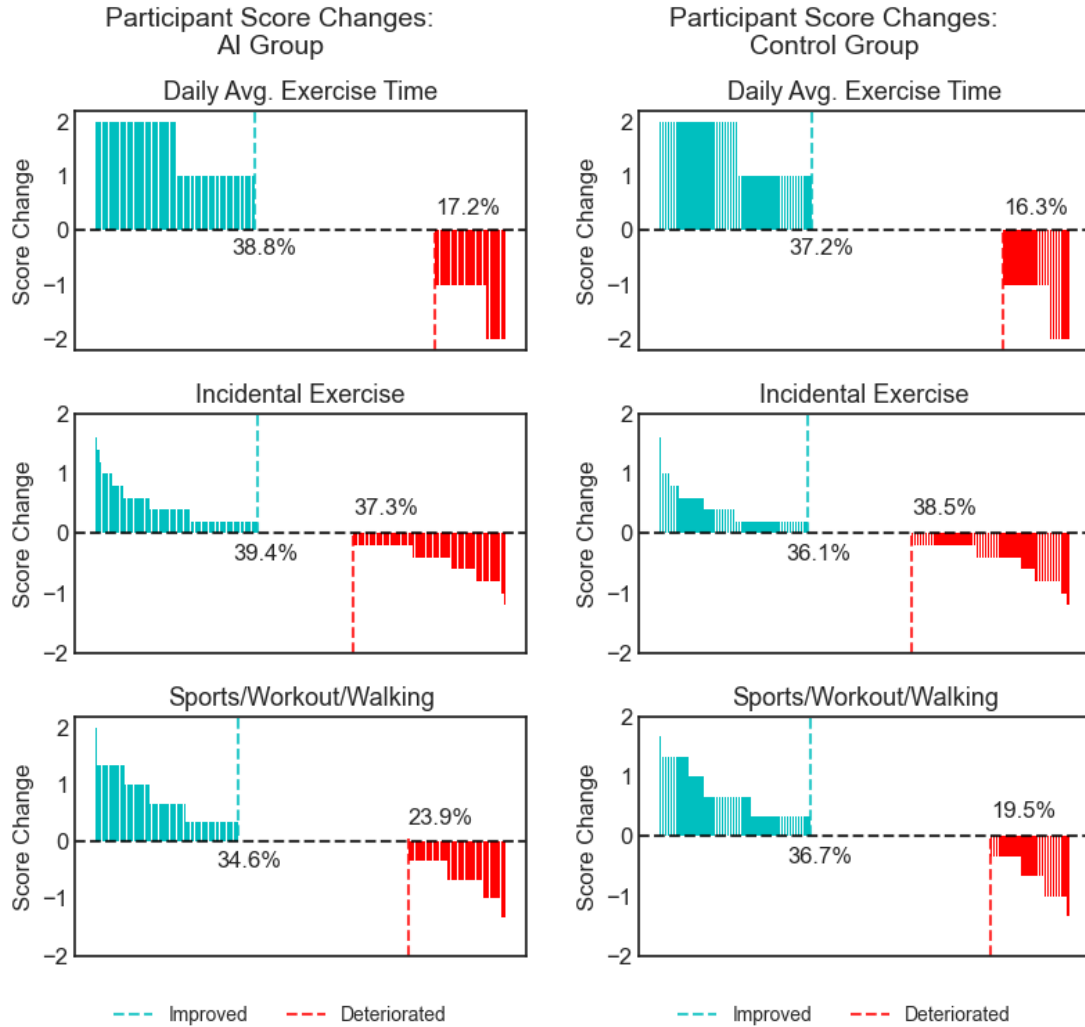 Participant Score Changes:
AI Group
Participant Score Changes:
Control Group
Daily Avg. Exercise Time
2
1
0
−1
−2
Score Change
38.8%
17.2%
Daily Avg. Exercise Time
2
1
0
−1
−2
Score Change
37.2%
16.3%
Incidental Exercise
2
1
0
−1
−2
Score Change
39.4%
37.3%
Incidental Exercise
2
1
0
−1
−2
Score Change
36.1%
38.5%
Sports/Workout/Walking
2
1
0
−1
−2
Score Change
34.6%
23.9%
Sports/Workout/Walking
2
1
0
−1
−2
Score Change
36.7%
19.5%
Improved
Deteriorated
Improved
Deteriorated